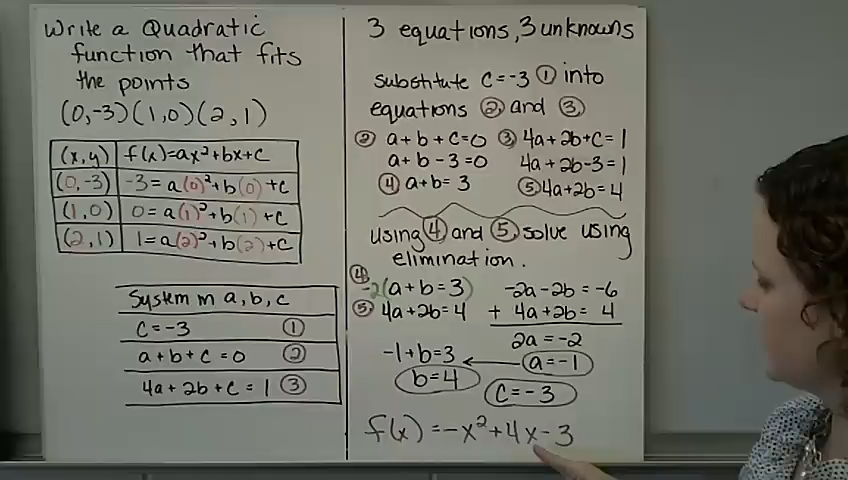 Write a Quadratic
function that fits
the points
(0,-3)(1,0)(2,1)
(x,y) f(x)=ax²+bx+c
(0,-3) -3=a(0)²+b(0)+c
(1,0) 0=a(1)²+b(1)+c
(2,1) 1=a(2)²+b(2)+c
System in a, b, c
c=-3 ①
a+b+c=0 ②
4a+2b+c=1 ③
3 equations, 3 unknowns
substitute c=-3 ① into
equations ② and ③
② a+b+c=0 ③ 4a+2b+c=1
a+b-3=0 4a+2b-3=1
④ a+b=3 ⑤ 4a+2b=4
using ④ and ⑤, solve using
elimination.
④
-2(a+b=3) -2a-2b=-6
⑤ 4a+2b=4 + 4a+2b=4
2a=-2
-1+b=3 a=-1
b=4 c=-3
f(x)=-x²+4x-3